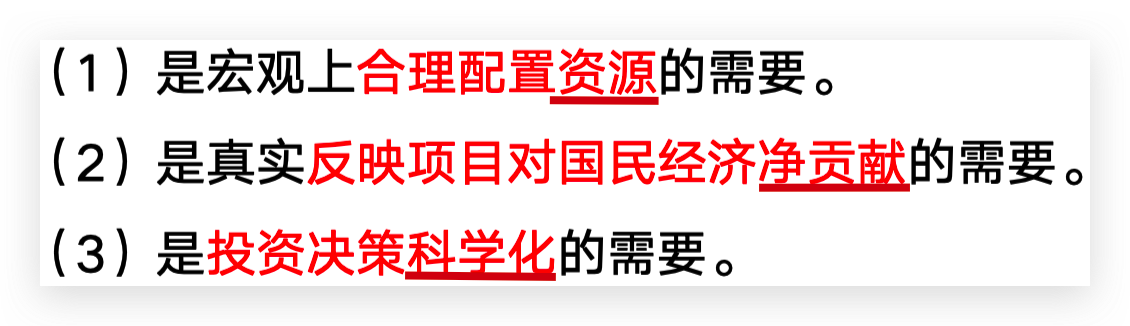 （1）是宏观上合理配置资源的需要。
（2）是真实反映项目对国民经济净贡献的需要。
（3）是投资决策科学化的需要。